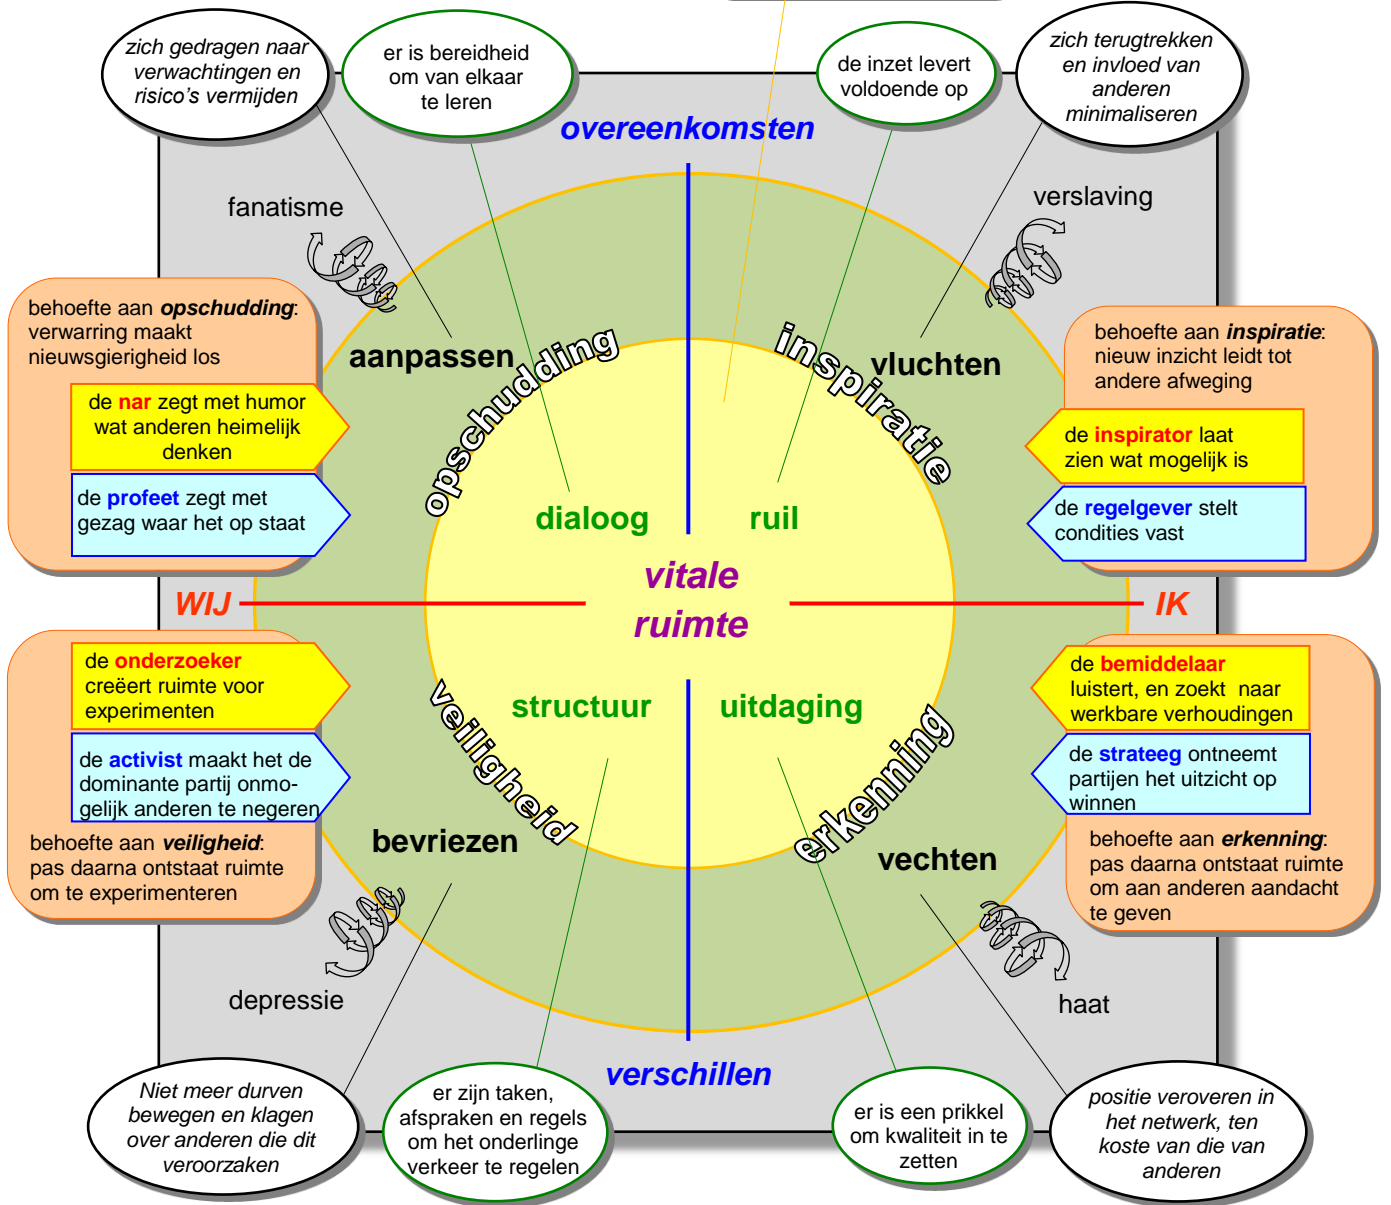 zich gedragen naar
verwachtingen en
risico's vermijden
er is bereidheid
om van elkaar
te leren
de inzet levert
voldoende op
zich terugtrekken
en invloed van
anderen
minimaliseren
overeenkomsten
fanatisme
verslaving
behoefte aan opschudding:
verwarring maakt
nieuwsgierigheid los
de nar zegt met humor
wat anderen heimelijk
denken
de profeet zegt met
gezag waar het op staat
aanpassen
opschudding
inspiratie
vluchten
behoefte aan inspiratie:
nieuw inzicht leidt tot
andere afweging
de inspirator laat
zien wat mogelijk is
de regelgever stelt
condities vast
dialoog
ruil
vitale
ruimte
WIJ
IK
structuur
uitdaging
de onderzoeker
creëert ruimte voor
experimenten
de activist maakt het de
dominante partij onmo-
gelijk anderen te negeren
behoefte aan veiligheid:
pas daarna ontstaat ruimte
om te experimenteren
veiligheid
bevriezen
erkenning
vechten
de bemiddelaar
luistert, en zoekt naar
werkbare verhoudingen
de strateeg ontneemt
partijen het uitzicht op
winnen
behoefte aan erkenning:
pas daarna ontstaat ruimte
om aan anderen aandacht
te geven
depressie
haat
verschillen
Niet meer durven
bewegen en klagen
over anderen die dit
veroorzaken
er zijn taken,
afspraken en regels
om het onderlinge
verkeer te regelen
er is een prikkel
om kwaliteit in te
zetten
positie veroveren in
het netwerk, ten
koste van die van
anderen